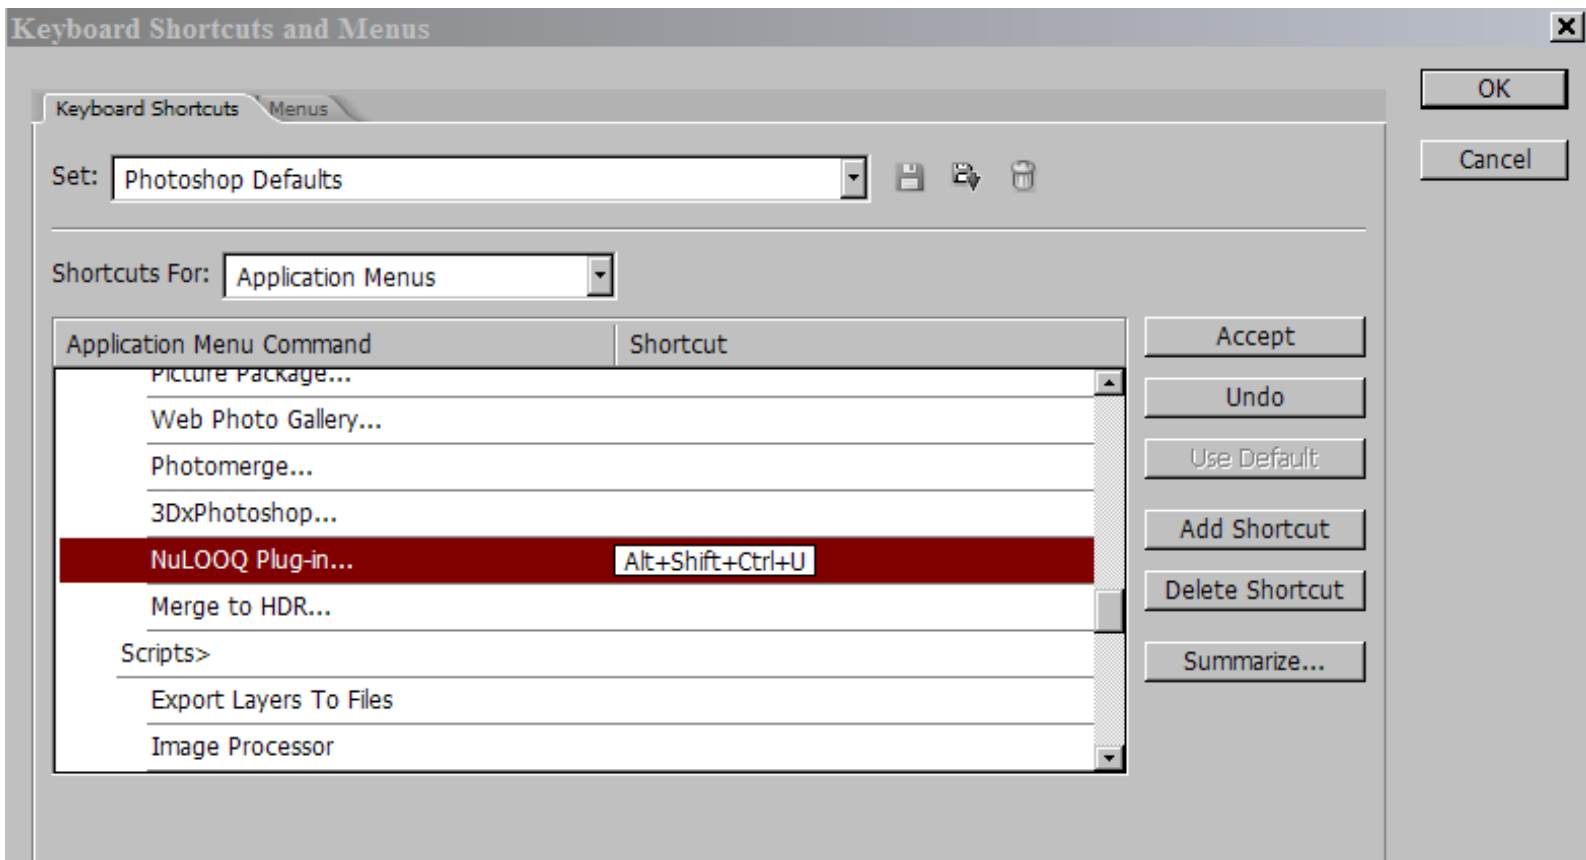 Keyboard Shortcuts and Menus
OK
Keyboard Shortcuts Menus
Cancel
Set: Photoshop Defaults
Shortcuts For: Application Menus
Application Menu Command Shortcut
Accept
Picture Package...
Undo
Web Photo Gallery...
Use Default
Photomerge...
3DxPhotoshop...
Add Shortcut
NuLOOQ Plug-in... Alt+Shift+Ctrl+U
Delete Shortcut
Merge to HDR...
Scripts>
Summarize...
Export Layers To Files
Image Processor